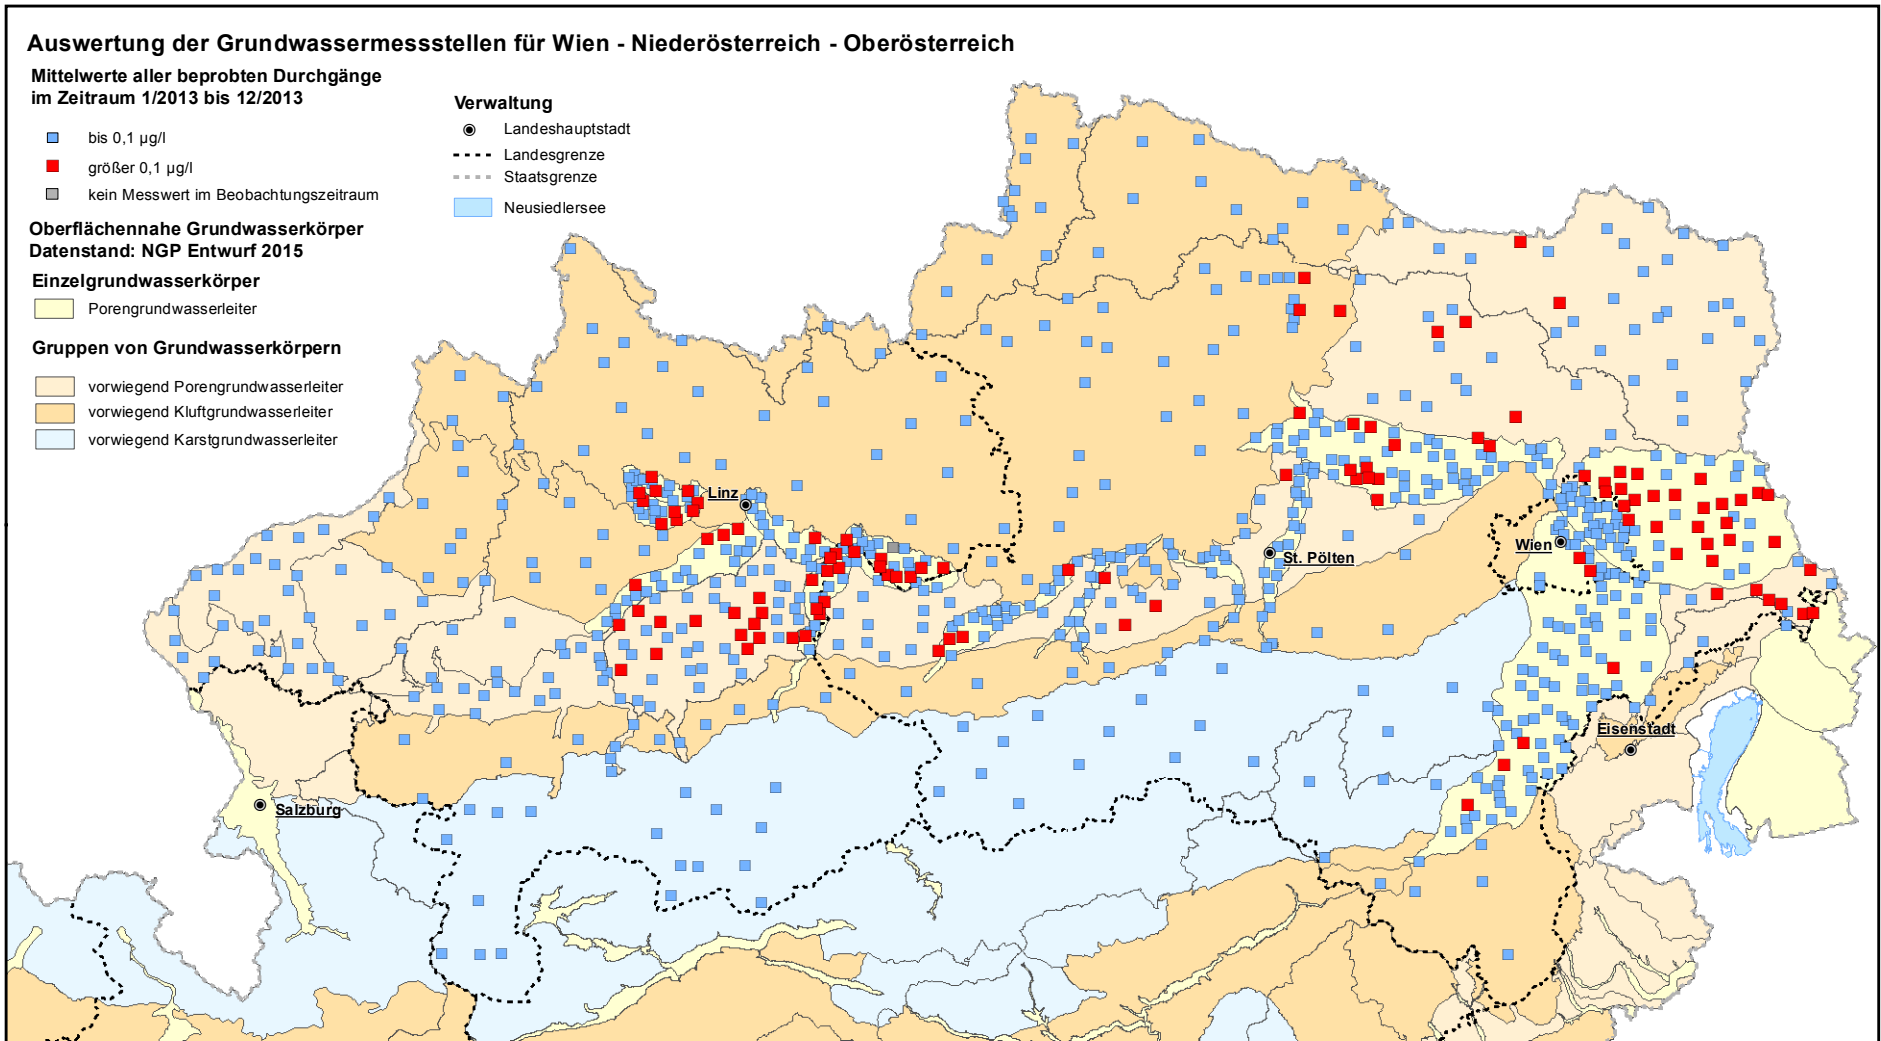 Auswertung der Grundwassermessstellen für Wien - Niederösterreich - Oberösterreich
Mittelwerte aller beprobten Durchgänge
im Zeitraum 1/2013 bis 12/2013
bis 0,1 µg/l
größer 0,1 µg/l
kein Messwert im Beobachtungszeitraum
Oberflächennahe Grundwasserkörper
Datenstand: NGP Entwurf 2015
Einzelgrundwasserkörper
Porengrundwasserleiter
Gruppen von Grundwasserkörpern
vorwiegend Porengrundwasserleiter
vorwiegend Kluftgrundwasserleiter
vorwiegend Karstgrundwasserleiter
Verwaltung
Landeshauptstadt
Landesgrenze
Staatsgrenze
Neusiedlersee
Linz
Wien
St. Pölten
Eisenstadt
Salzburg